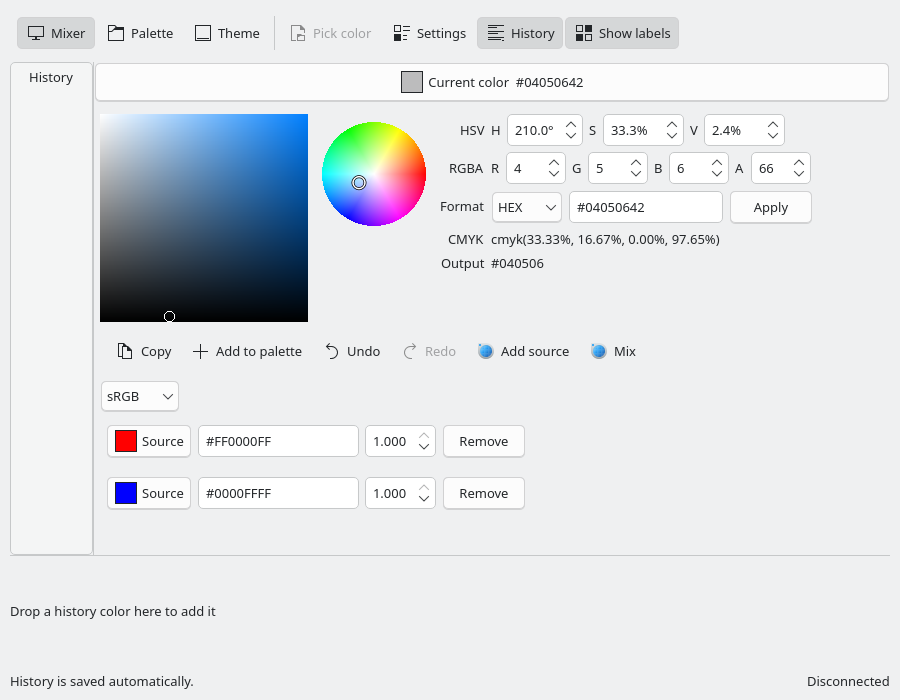 Mixer Palette Theme Pick color Settings History Show labels
History
Current color #04050642
HSV H 210.0° S 33.3% V 2.4%
RGBA R 4 G 5 B 6 A 66
Format HEX #04050642 Apply
CMYK cmyk(33.33%, 16.67%, 0.00%, 97.65%)
Output #040506
Copy Add to palette Undo Redo Add source Mix
sRGB
Source #FF0000FF 1.000 Remove
Source #0000FFFF 1.000 Remove
Drop a history color here to add it
History is saved automatically. Disconnected